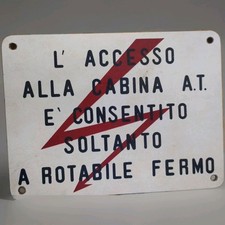 L' ACCESSO
ALLA CABINA A.T.
E' CONSENTITO
SOLTANTO
A ROTABILE FERMO